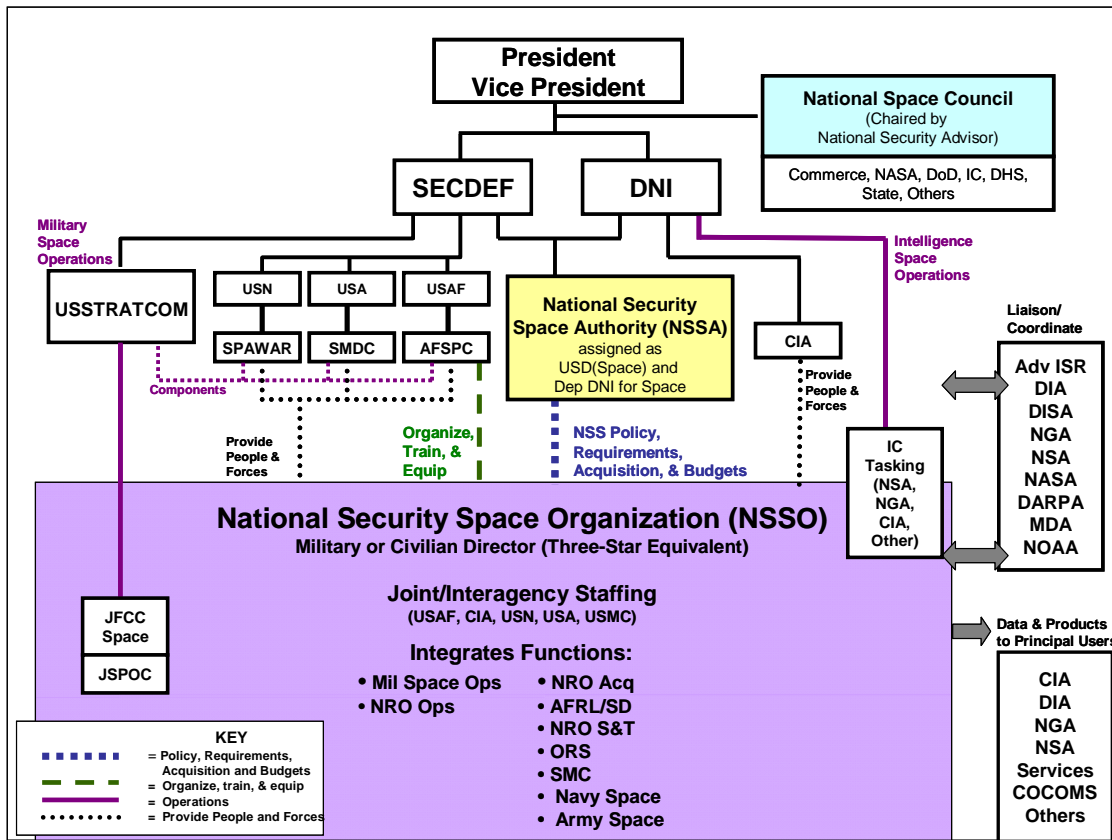 President
Vice President
National Space Council
(Chaired by
National Security Advisor)
Commerce, NASA, DoD, IC, DHS,
State, Others
SECDEF
DNI
Military
Space
Operations
Intelligence
Space
Operations
USSTRATCOM
USN
USA
USAF
SPAWAR
SMDC
AFSPC
National Security
Space Authority (NSSA)
assigned as
USD(Space) and
Dep DNI for Space
CIA
Components
Provide
People &
Forces
Organize,
Train, &
Equip
NSS Policy,
Requirements,
Acquisition, & Budgets
Provide
People &
Forces
IC
Tasking
(NSA,
NGA,
CIA,
Other)
Liaison/
Coordinate
Adv ISR
DIA
DISA
NGA
NSA
NASA
DARPA
MDA
NOAA
National Security Space Organization (NSSO)
Military or Civilian Director (Three-Star Equivalent)
Joint/Interagency Staffing
(USAF, CIA, USN, USA, USMC)
Integrates Functions:
• Mil Space Ops
• NRO Ops
• NRO Acq
• AFRL/SD
• NRO S&T
• ORS
• SMC
• Navy Space
• Army Space
JFCC
Space
JSPOC
Data & Products
to Principal Users
CIA
DIA
NGA
NSA
Services
COCOMS
Others
KEY
= Policy, Requirements,
Acquisition and Budgets
= Organize, train, & equip
= Operations
= Provide People and Forces